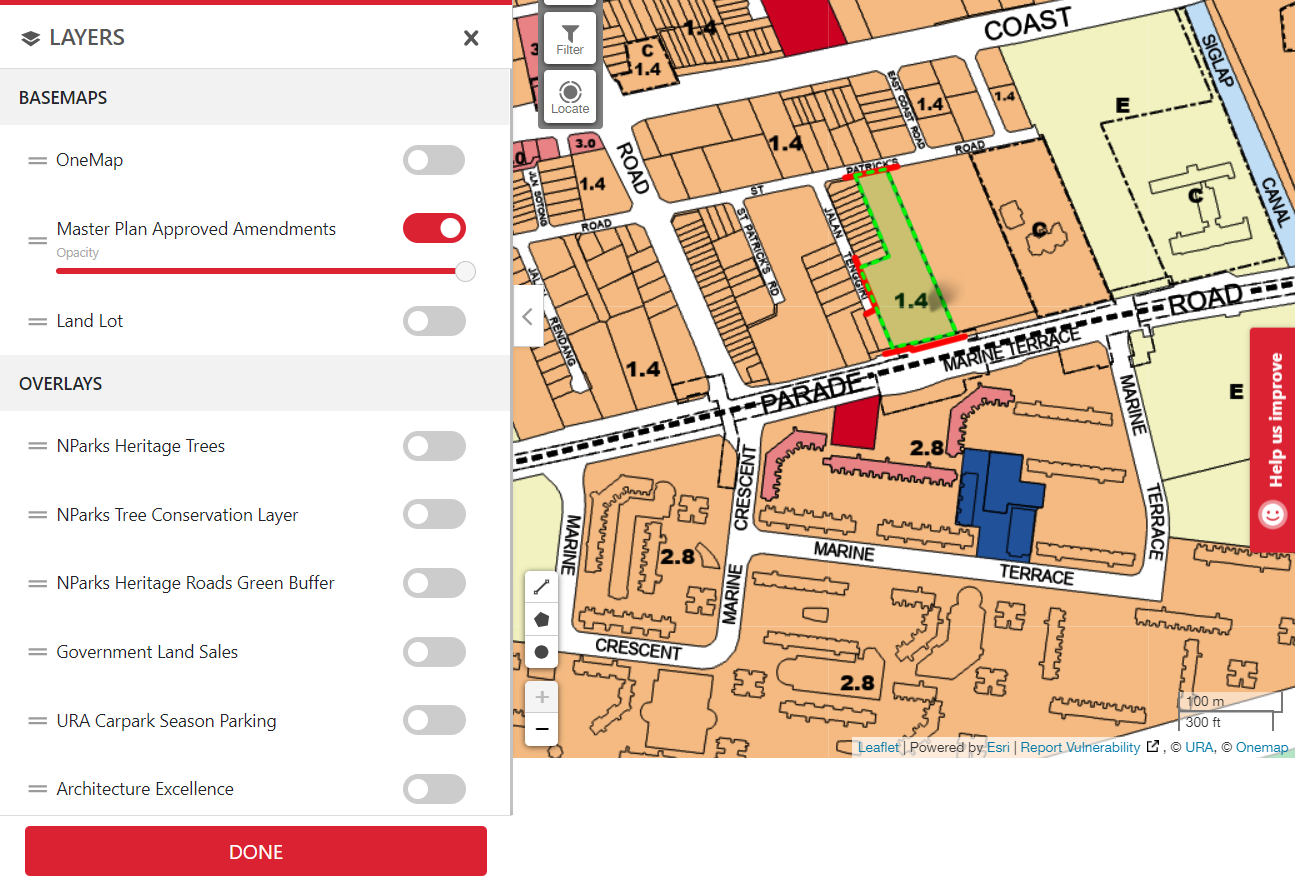 LAYERS
BASEMAPS
OneMap
Master Plan Approved Amendments
Opacity
Land Lot
OVERLAYS
NParks Heritage Trees
NParks Tree Conservation Layer
NParks Heritage Roads Green Buffer
Government Land Sales
URA Carpark Season Parking
Architecture Excellence
DONE
Filter
Locate
1.4
COAST
SIGLAP
C
1.4
EAST COAST ROAD
1.4
1.4
E
3.0
1.4
ROAD
JLN SOTONG
1.4
PATRICK'S
ROAD
ST
ROAD
CANAL
C
C
JALAN
TENGGIRI
ST PATRICK'S RD
RENDANG
1.4
1.4
ROAD
MARINE TERRACE
PARADE
MARINE
E
2.8
CRESCENT
MARINE
TERRACE
MARINE
TERRACE
2.8
MARINE
CRESCENT
2.8
Help us improve
100 m
300 ft
Leaflet | Powered by Esri | Report Vulnerability , © URA, © Onemap